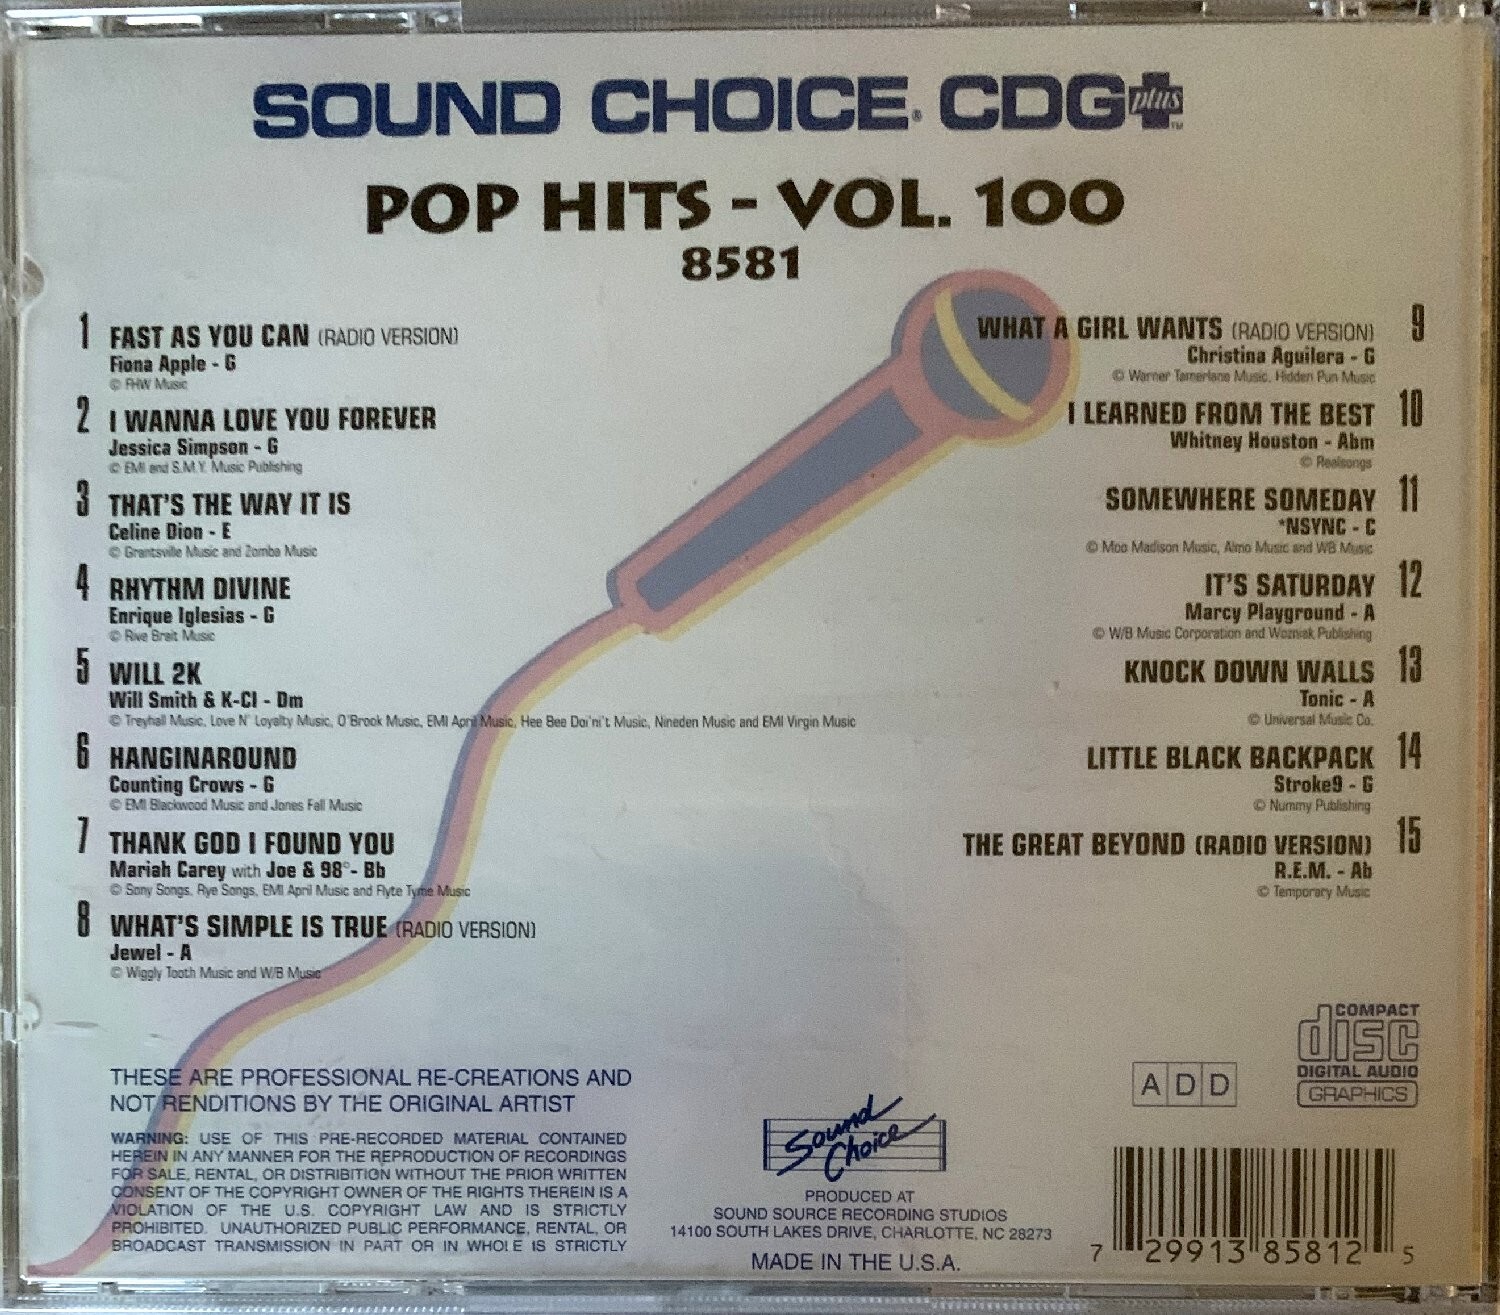 SOUND CHOICE® CDG plus™
POP HITS - VOL. 100
8581
1 FAST AS YOU CAN (RADIO VERSION)
Fiona Apple - G
© FHW Music
2 I WANNA LOVE YOU FOREVER
Jessica Simpson - G
© EMI and S.M.Y. Music Publishing
3 THAT'S THE WAY IT IS
Celine Dion - E
© Grantsville Music and Zomba Music
4 RHYTHM DIVINE
Enrique Iglesias - G
© Rive Brait Music
5 WILL 2K
Will Smith & K-CI - Dm
© Treyhall Music, Love N' Loyalty Music, O'Brook Music, EMI April Music, Hee Bee Doi'ni't Music, Nineden Music and EMI Virgin Music
6 HANGINAROUND
Counting Crows - G
© EMI Blackwood Music and Jones Fall Music
7 THANK GOD I FOUND YOU
Mariah Carey with Joe & 98° - Bb
© Sony Songs, Rye Songs, EMI April Music and Flyte Tyme Music
8 WHAT'S SIMPLE IS TRUE (RADIO VERSION)
Jewel - A
© Wiggly Tooth Music and W/B Music
WHAT A GIRL WANTS (RADIO VERSION) 9
Christina Aguilera - G
© Warner Tamerlane Music, Hidden Pun Music
I LEARNED FROM THE BEST 10
Whitney Houston - Abm
© Realsongs
SOMEWHERE SOMEDAY 11
*NSYNC - C
© Moo Madison Music, Almo Music and WB Music
IT'S SATURDAY 12
Marcy Playground - A
© W/B Music Corporation and Wozniak Publishing
KNOCK DOWN WALLS 13
Tonic - A
© Universal Music Co.
LITTLE BLACK BACKPACK 14
Stroke9 - G
© Nummy Publishing
THE GREAT BEYOND (RADIO VERSION) 15
R.E.M. - Ab
© Temporary Music
THESE ARE PROFESSIONAL RE-CREATIONS AND
NOT RENDITIONS BY THE ORIGINAL ARTIST
WARNING: USE OF THIS PRE-RECORDED MATERIAL CONTAINED
HEREIN IN ANY MANNER FOR THE REPRODUCTION OF RECORDINGS
FOR SALE, RENTAL, OR DISTRIBITION WITHOUT THE PRIOR WRITTEN
CONSENT OF THE COPYRIGHT OWNER OF THE RIGHTS THEREIN IS A
VIOLATION OF THE U.S. COPYRIGHT LAW AND IS STRICTLY
PROHIBITED. UNAUTHORIZED PUBLIC PERFORMANCE, RENTAL, OR
BROADCAST TRANSMISSION IN PART OR IN WHOLE IS STRICTLY
Sound
Choice
PRODUCED AT
SOUND SOURCE RECORDING STUDIOS
14100 SOUTH LAKES DRIVE, CHARLOTTE, NC 28273
MADE IN THE U.S.A.
ADD
COMPACT
disc
DIGITAL AUDIO
GRAPHICS
7 29913 85812 5